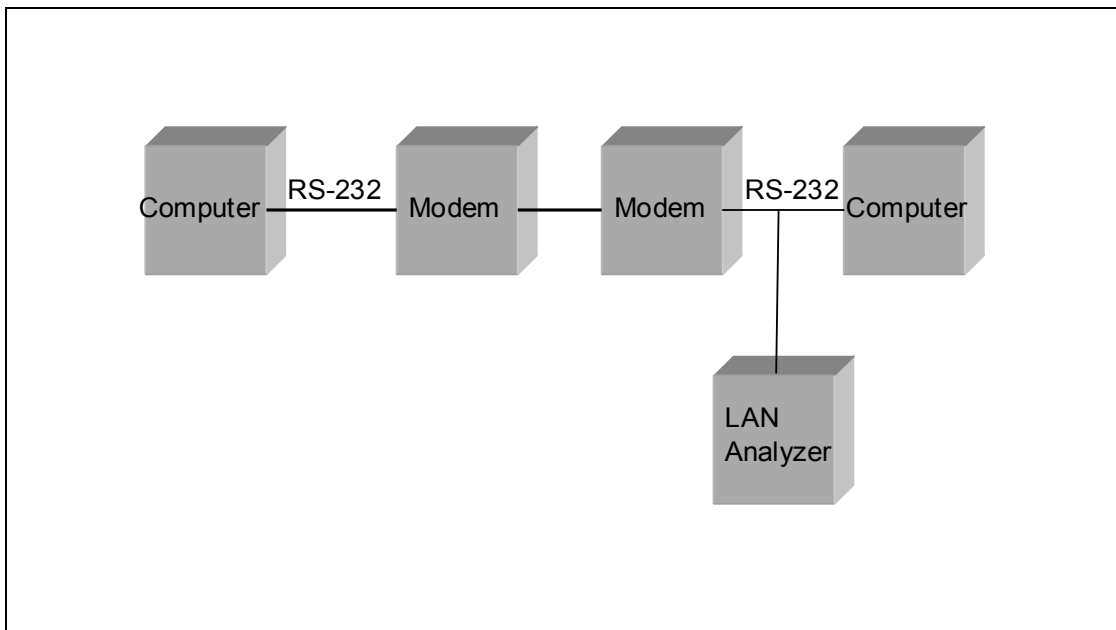 RS-232
RS-232
Computer
Modem
Modem
Computer
LAN
Analyzer